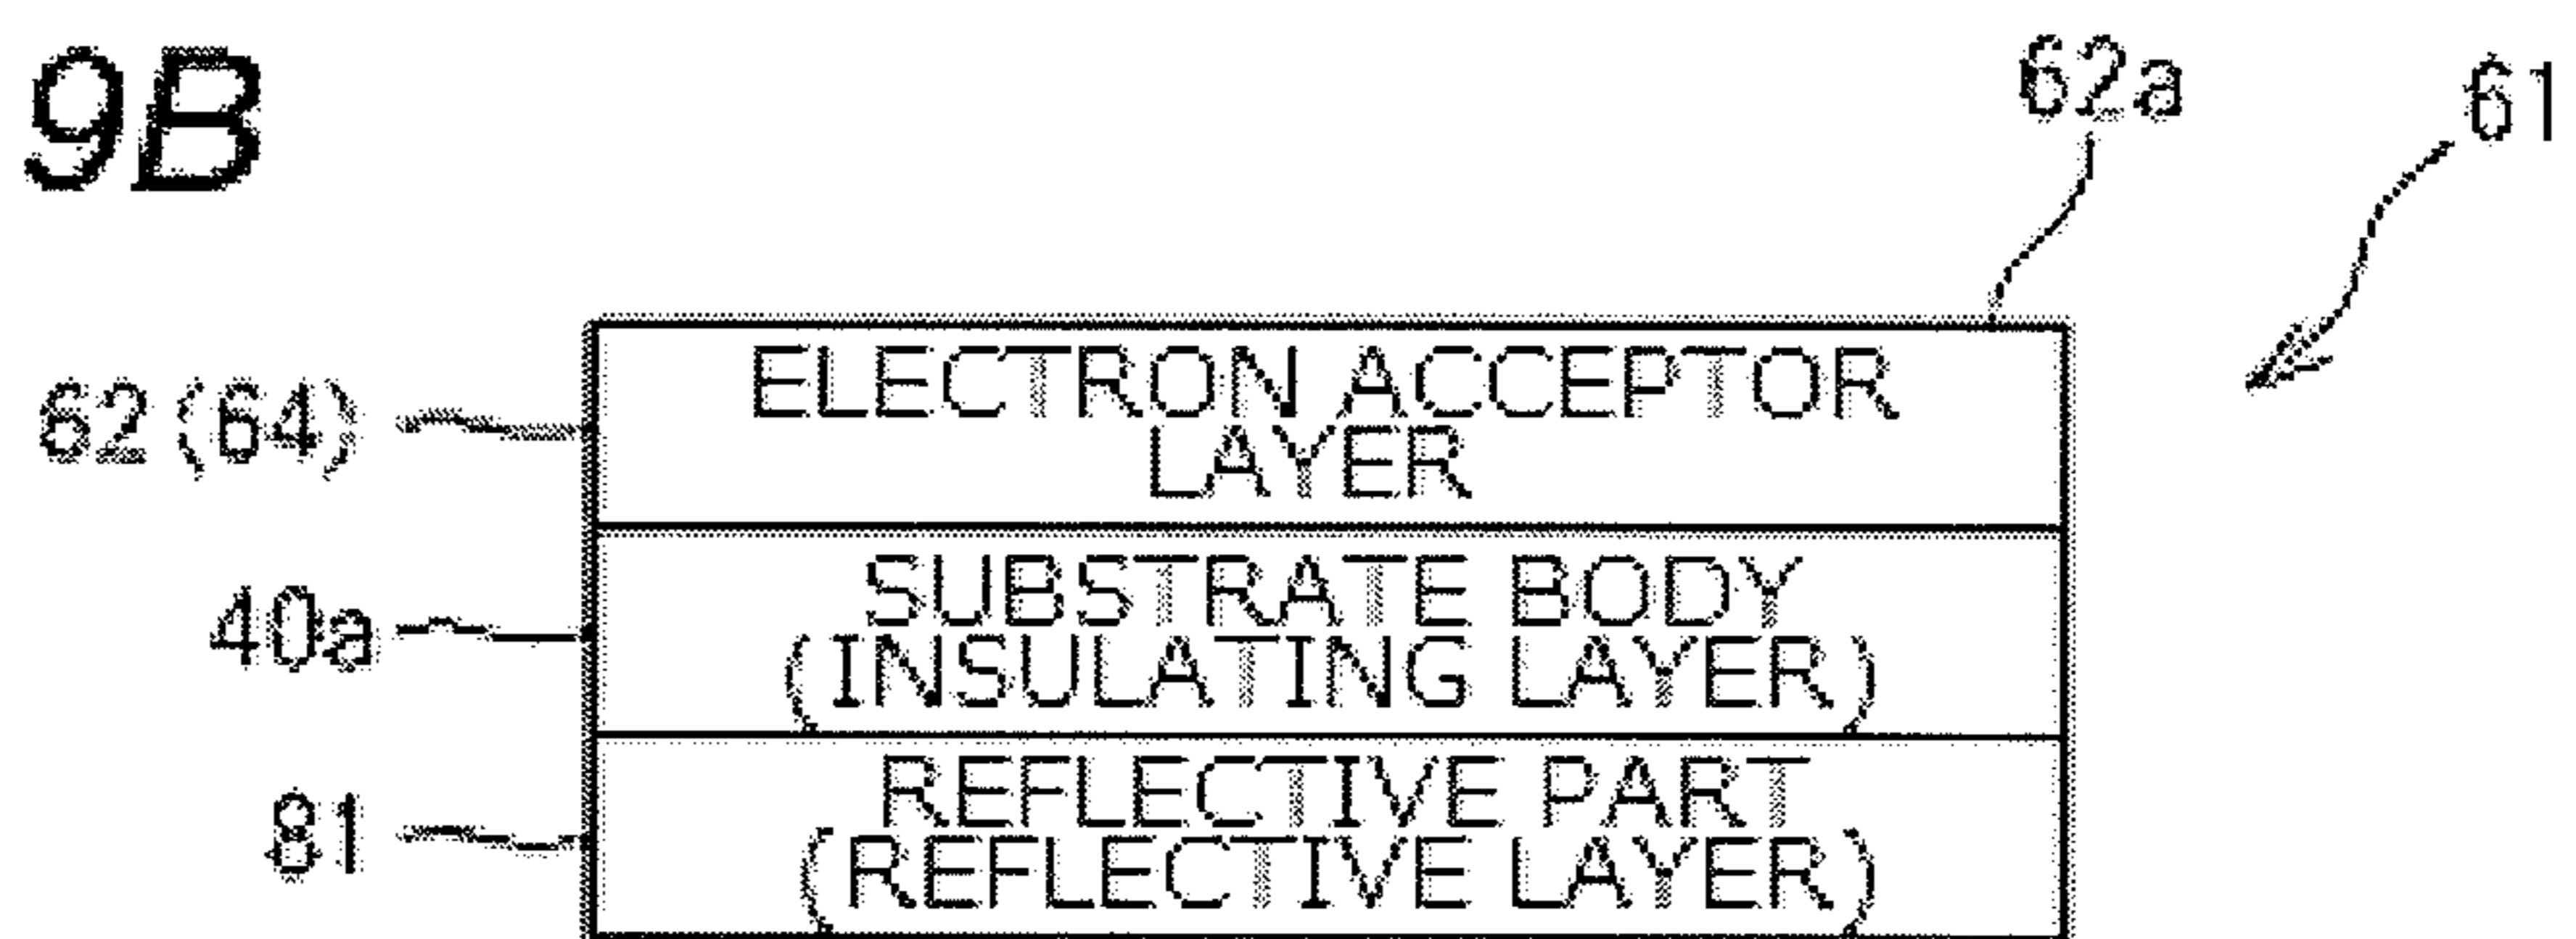 9B
62a
61
62(64)
ELECTRON ACCEPTOR
LAYER
40a
SUBSTRATE BODY
(INSULATING LAYER)
81
REFLECTIVE PART
(REFLECTIVE LAYER)